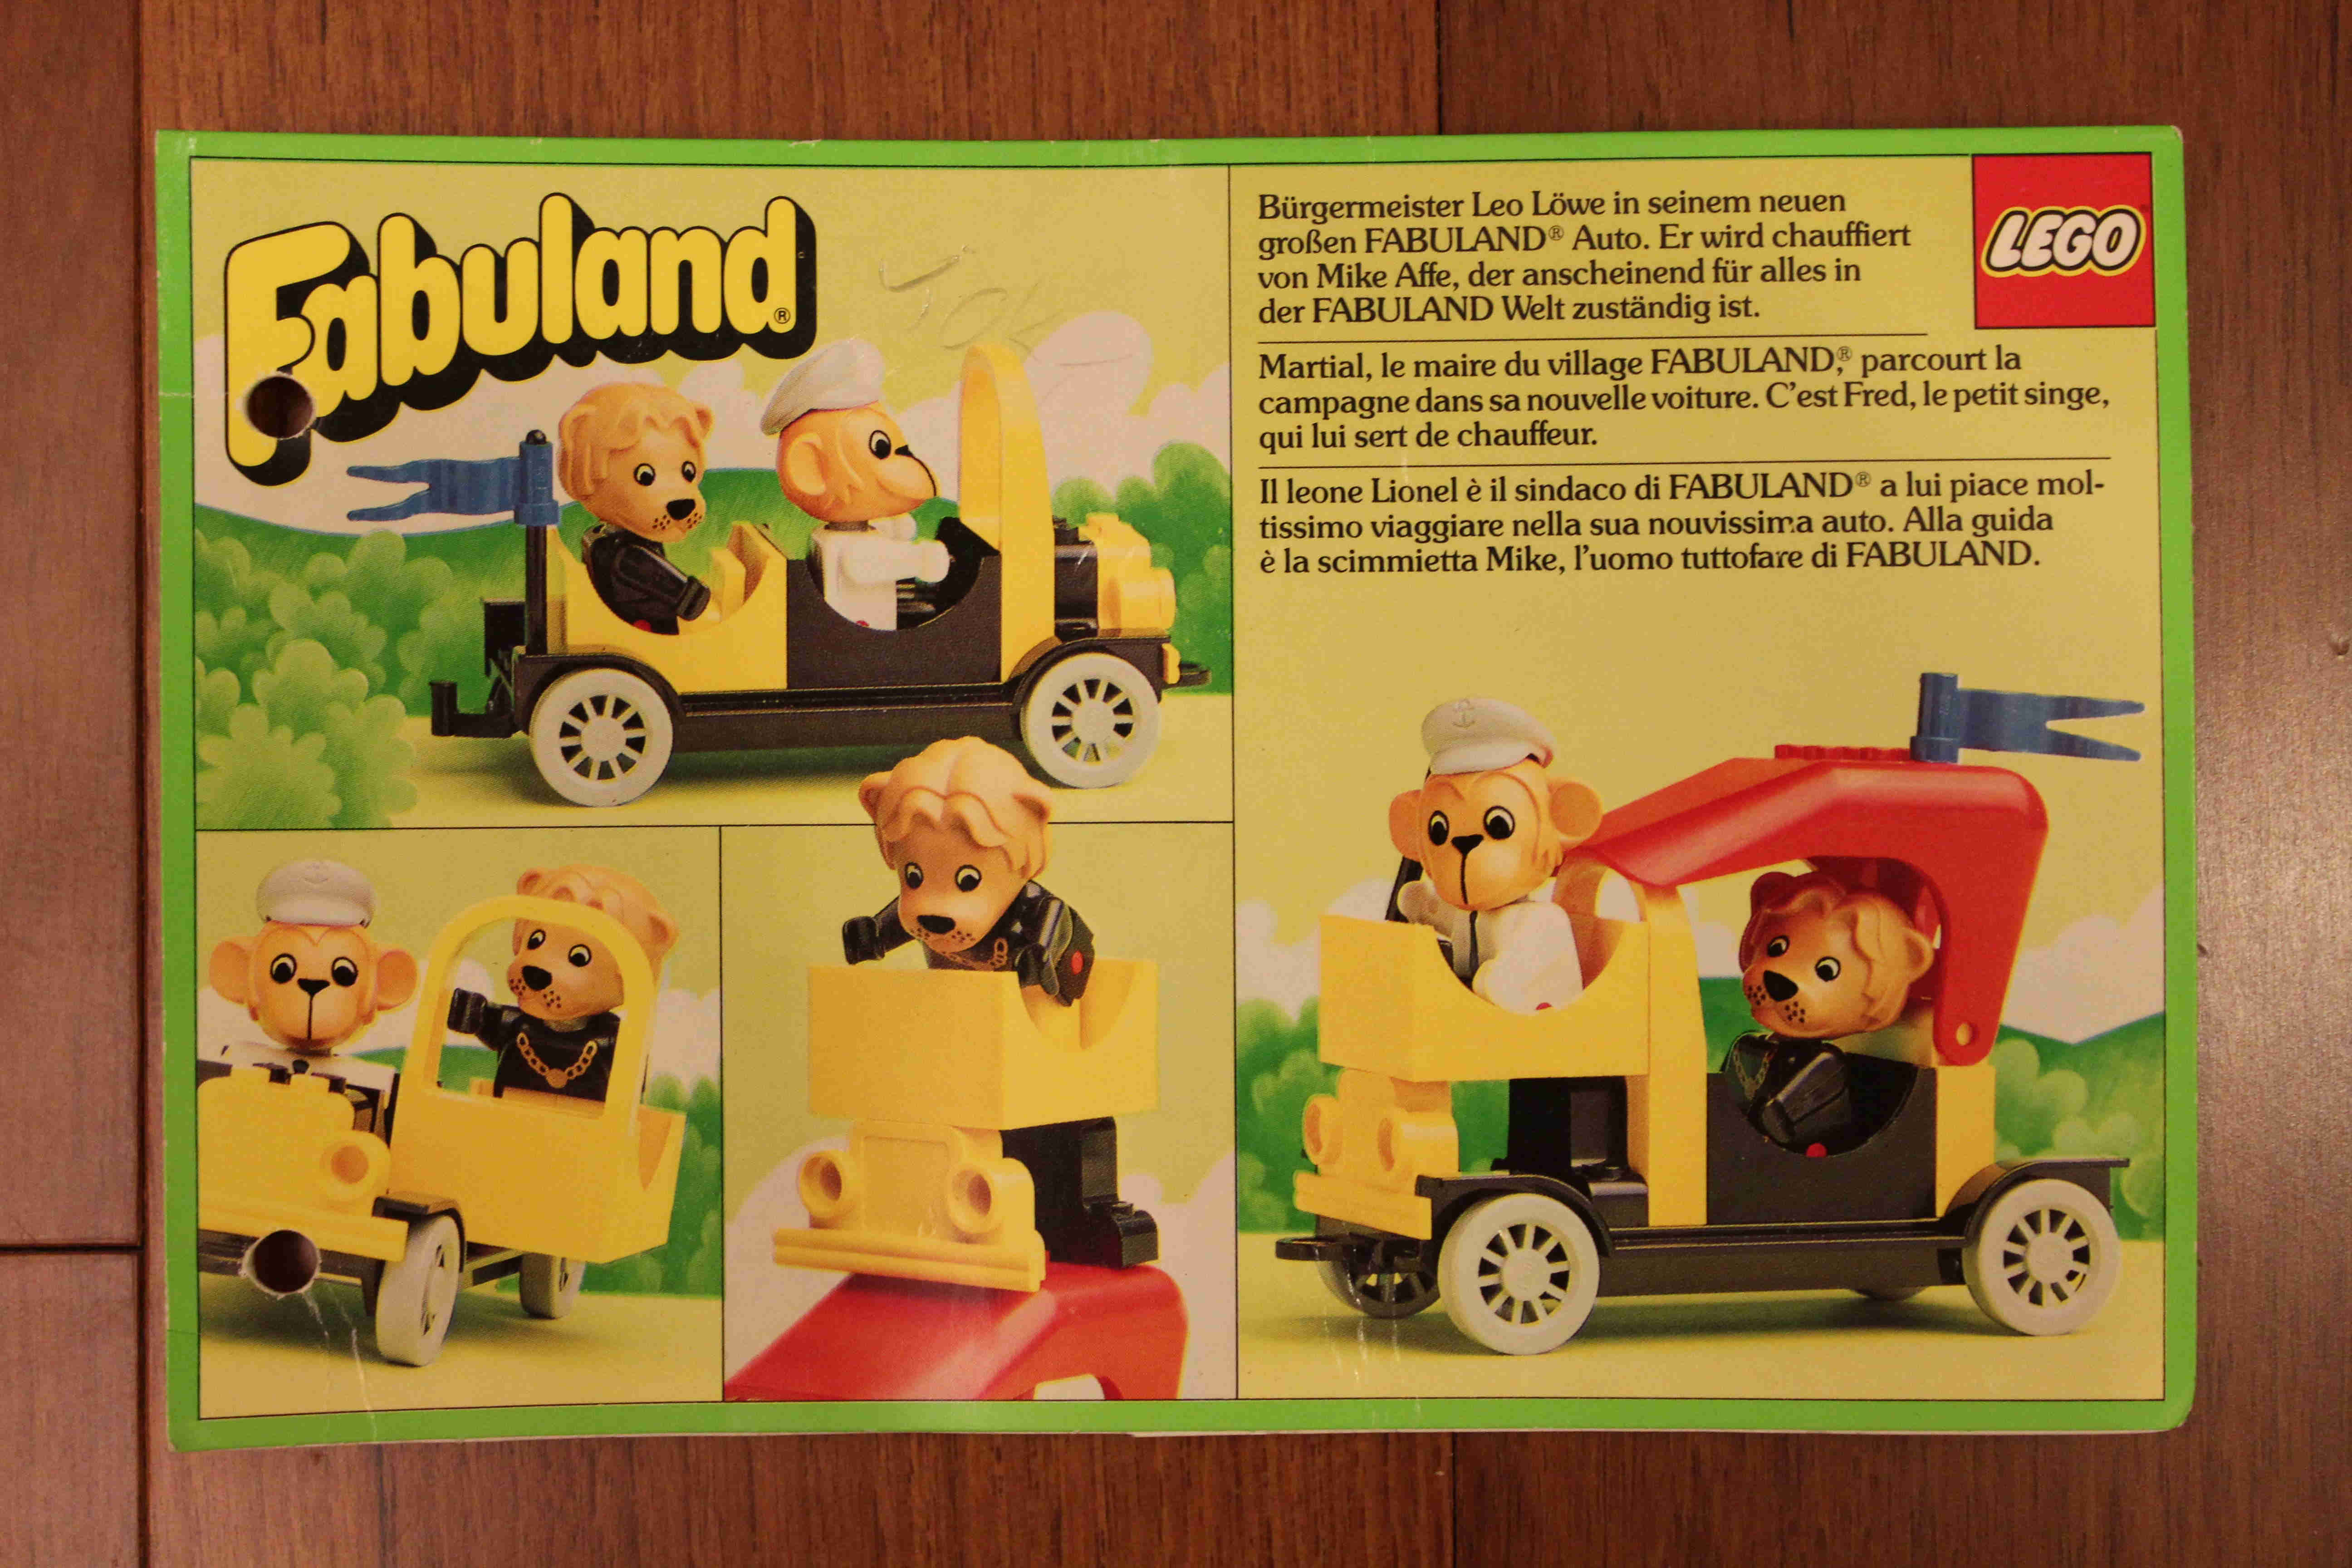 Fabuland®
Bürgermeister Leo Löwe in seinem neuen
großen FABULAND® Auto. Er wird chauffiert
von Mike Affe, der anscheinend für alles in
der FABULAND Welt zuständig ist.
Martial, le maire du village FABULAND,® parcourt la
campagne dans sa nouvelle voiture. C'est Fred, le petit singe,
qui lui sert de chauffeur.
Il leone Lionel è il sindaco di FABULAND® a lui piace mol-
tissimo viaggiare nella sua nouvissima auto. Alla guida
è la scimmietta Mike, l'uomo tuttofare di FABULAND.
LEGO®